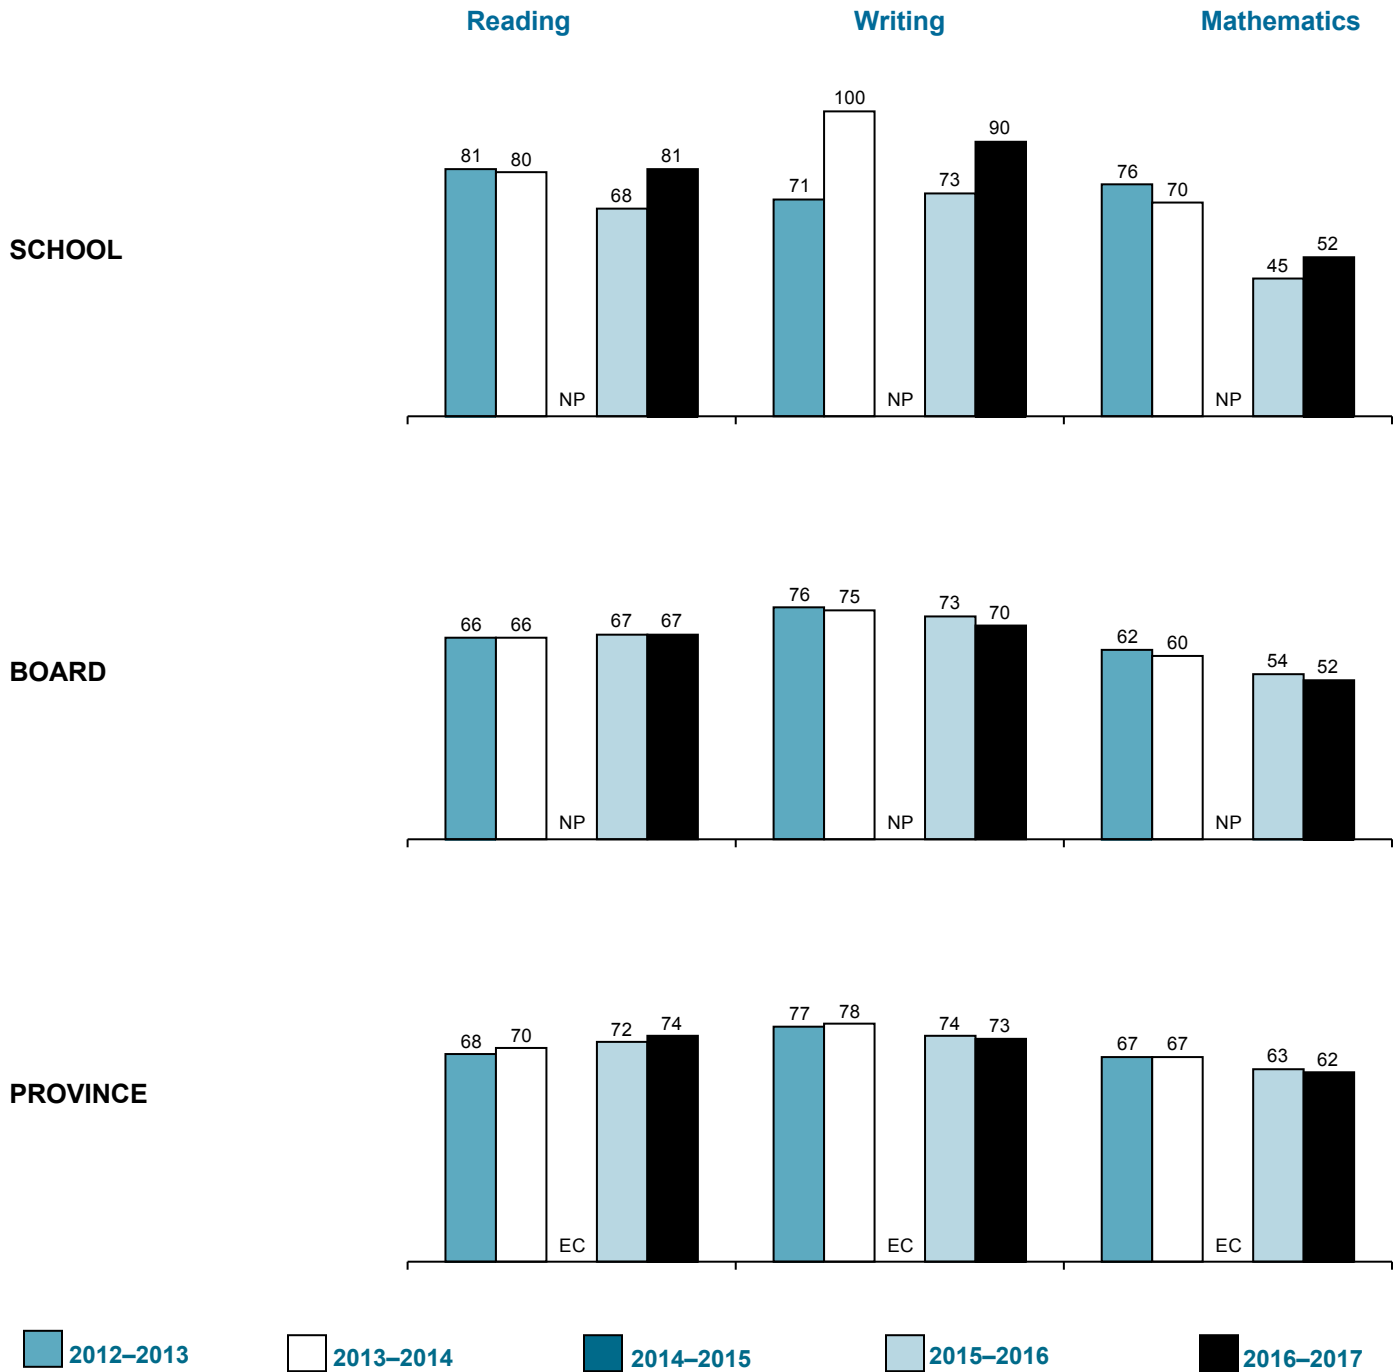 Reading Writing Mathematics
SCHOOL
81 80 NP 68 81 71 100 NP 73 90 76 70 NP 45 52
BOARD
66 66 NP 67 67 76 75 NP 73 70 62 60 NP 54 52
PROVINCE
68 70 EC 72 74 77 78 EC 74 73 67 67 EC 63 62
2012–2013 2013–2014 2014–2015 2015–2016 2016–2017